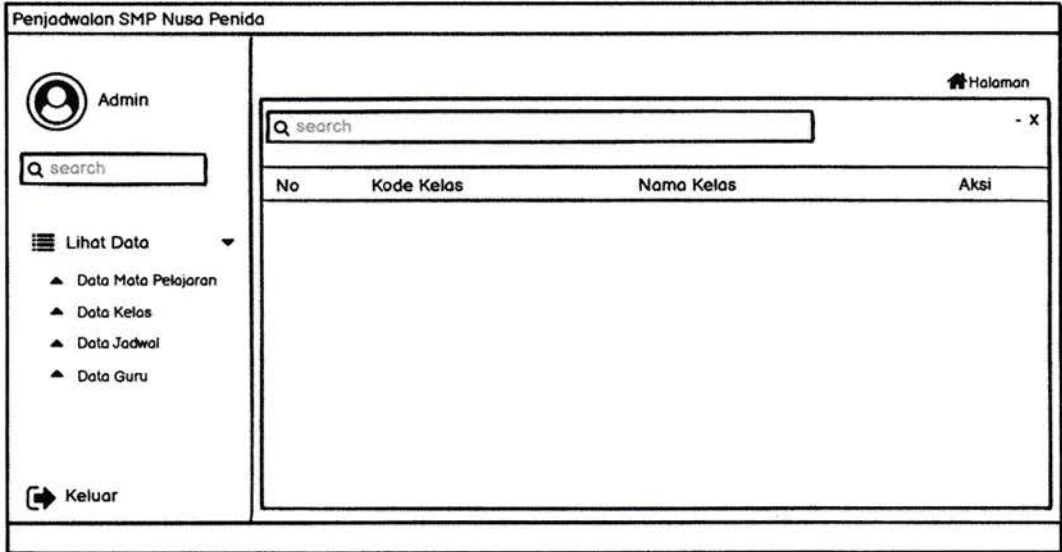 Penjadwalan SMP Nusa Penida
Admin
search
Lihat Data
Data Mata Pelajaran
Data Kelas
Data Jadwal
Data Guru
Keluar
Halaman
search
- X
No Kode Kelas Nama Kelas Aksi